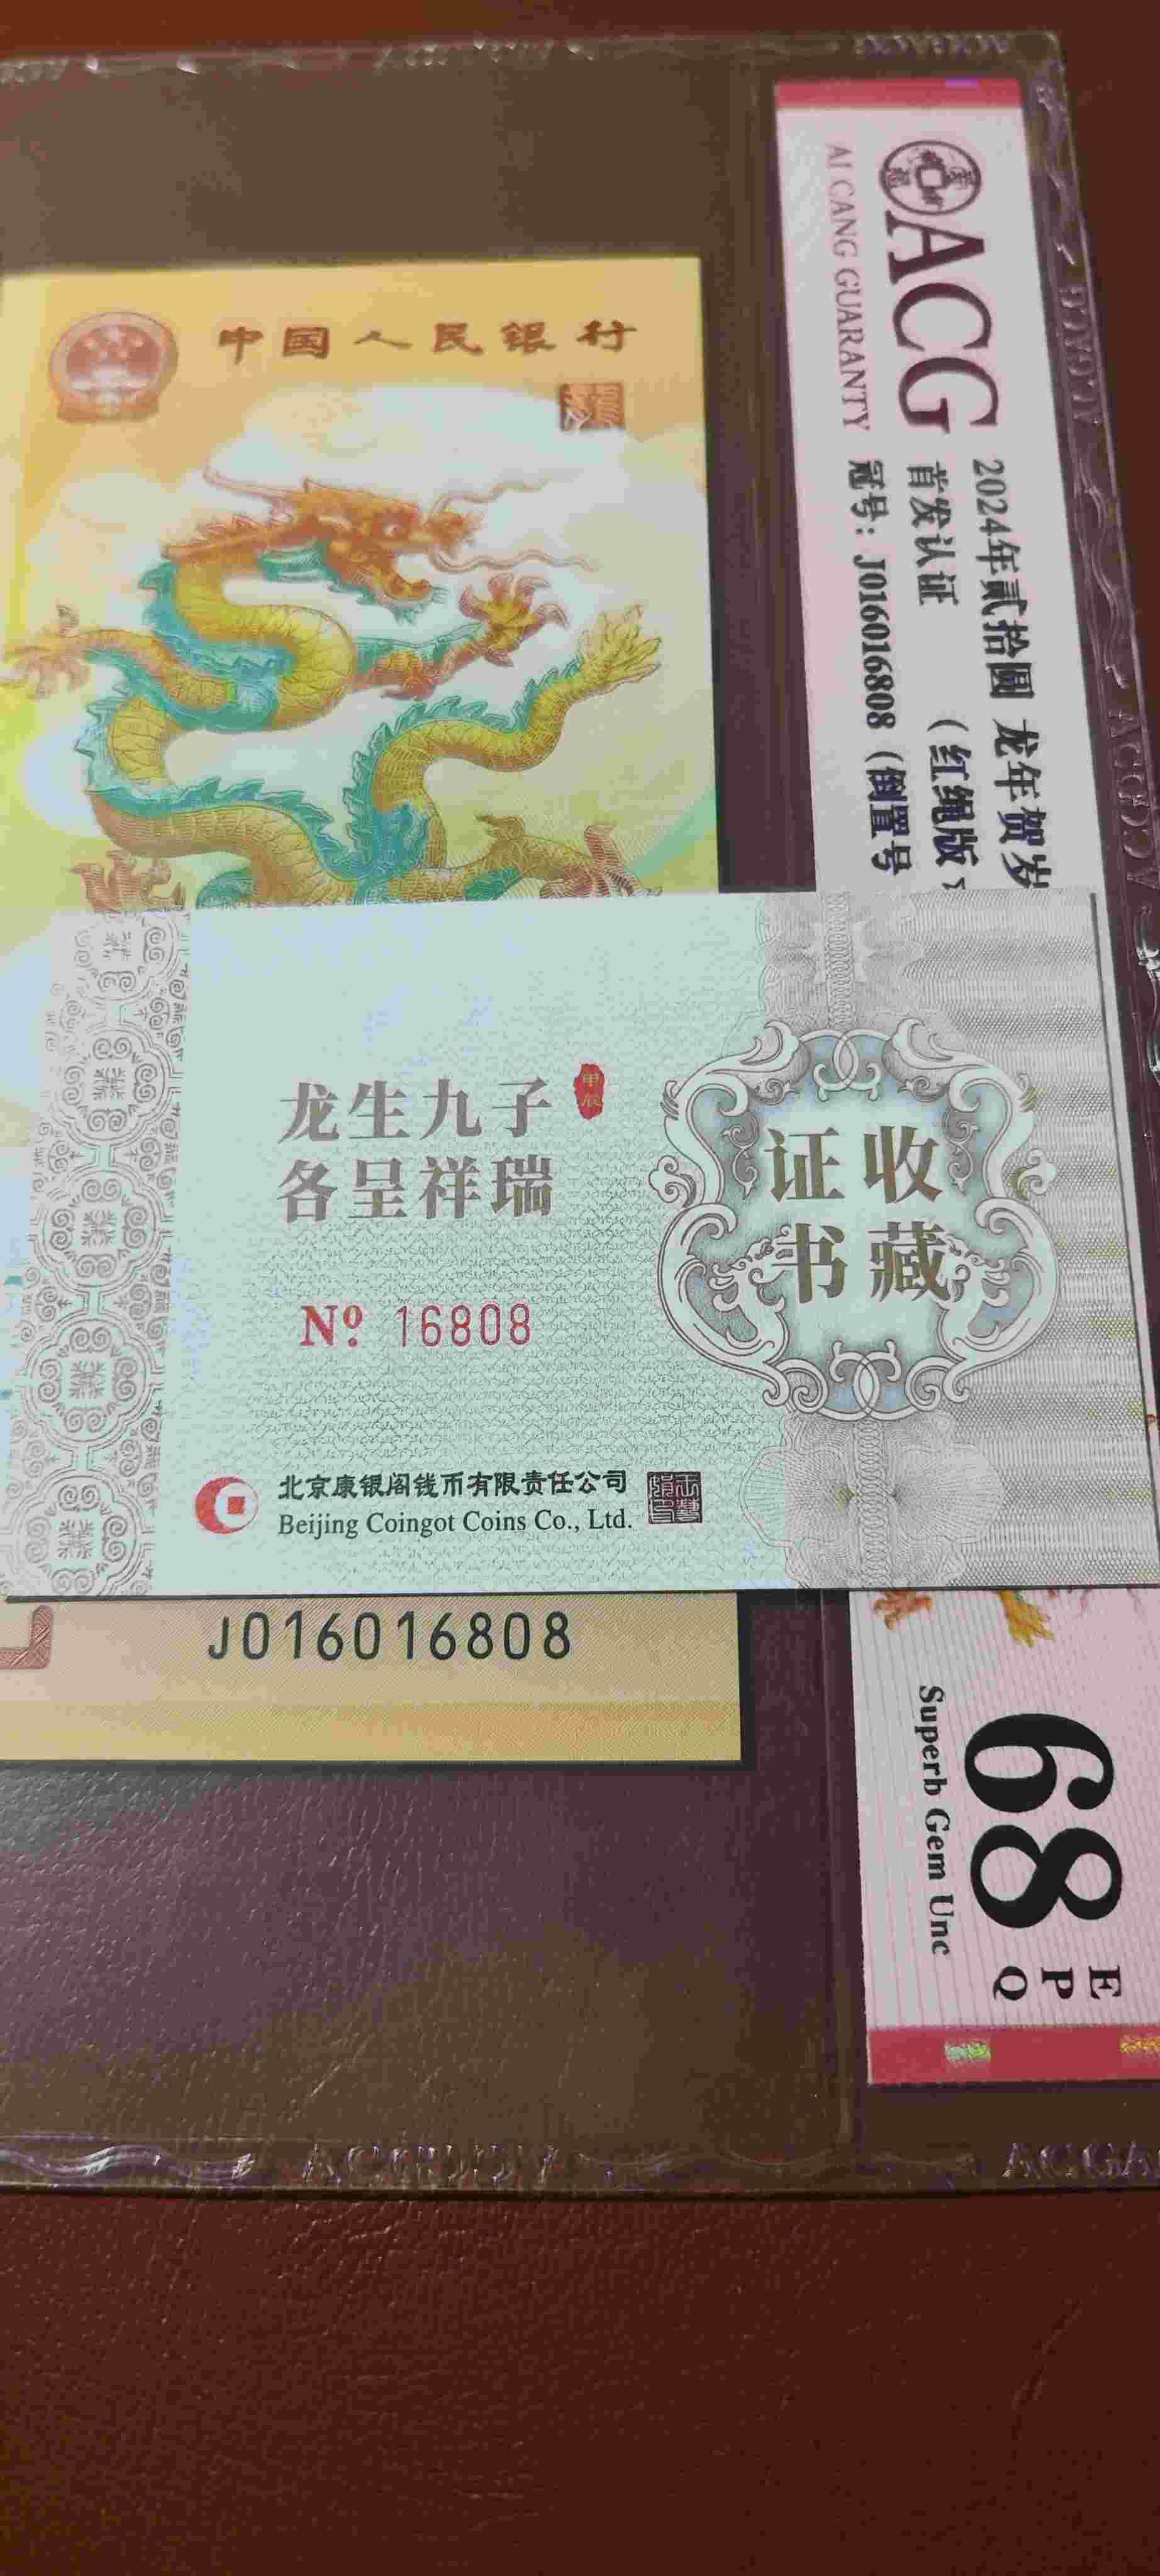 中国人民银行
ACG
AI CANG GUARANTY
2024年贰拾圆 龙年贺岁
首发认证 (红绳版
冠号: J016016808 (倒置号
龙生九子
甲辰
各呈祥瑞
收藏
证书
Nº 16808
北京康银阁钱币有限责任公司
Beijing Coingot Coins Co., Ltd.
J016016808
68
EPQ
Superb Gem Unc